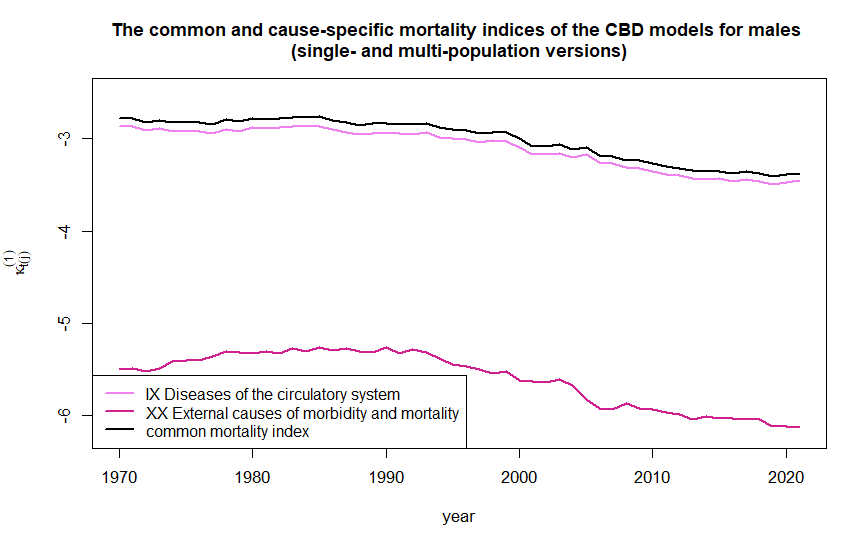 The common and cause-specific mortality indices of the CBD models for males
(single- and multi-population versions)
-3
-4
-5
-6
κ_{t(j)}^{(1)}
IX Diseases of the circulatory system
XX External causes of morbidity and mortality
common mortality index
1970 1980 1990 2000 2010 2020
year